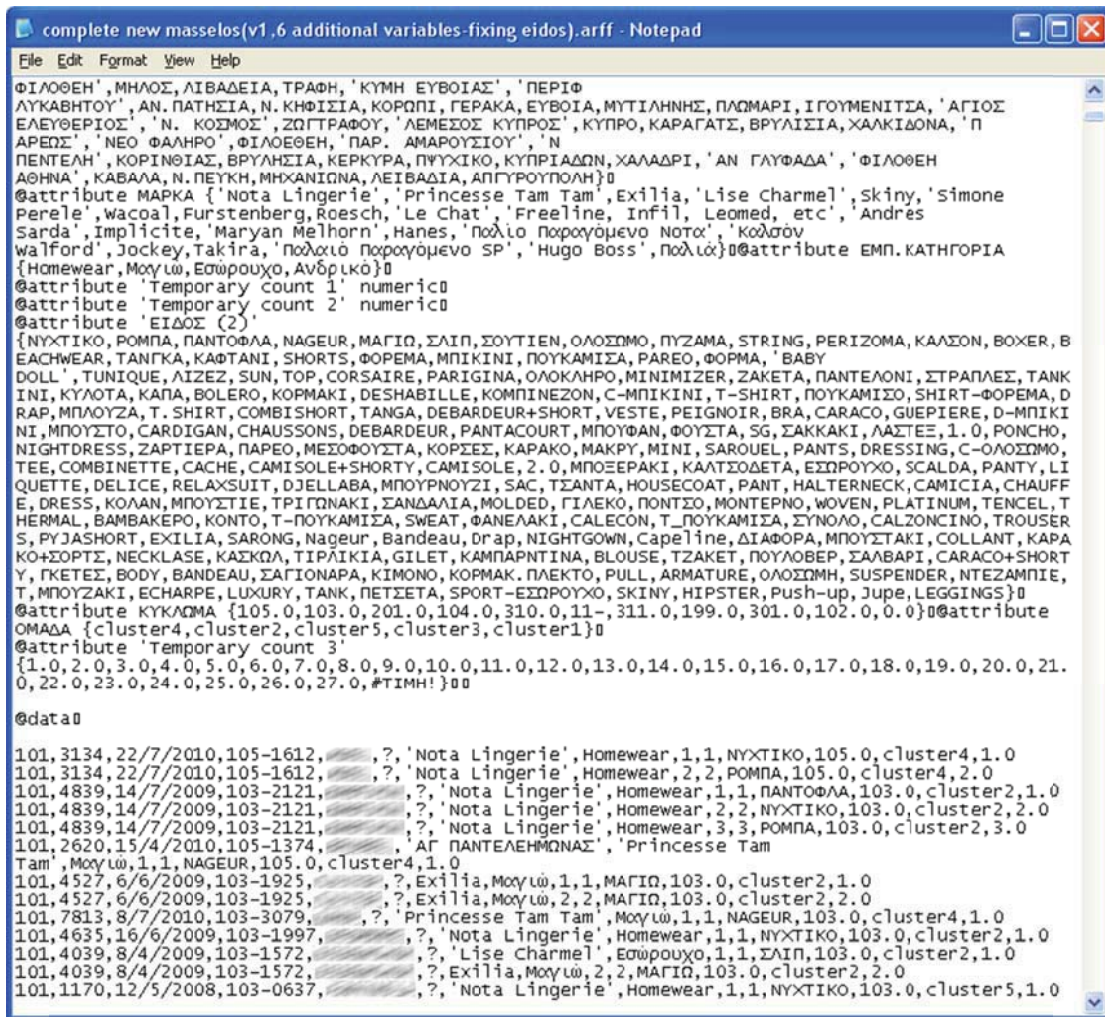 complete new masselos(v1,6 additional variables-fixing eidos).arff - Notepad
File Edit Format View Help
ΦΙΛΟΘΕΗ',ΜΗΛΟΣ,ΛΙΒΑΔΕΙΑ,ΤΡΑΦΗ,'ΚΥΜΗ ΕΥΒΟΙΑΣ','ΠΕΡΙΦ
ΛΥΚΑΒΗΤΟΥ',ΑΝ.ΠΑΤΗΣΙΑ,Ν.ΚΗΦΙΣΙΑ,ΚΟΡΩΠΙ,ΓΕΡΑΚΑ,ΕΥΒΟΙΑ,ΜΥΤΙΛΗΝΗΣ,ΠΛΩΜΑΡΙ,ΙΓΟΥΜΕΝΙΤΣΑ,'ΑΓΙΟΣ
ΕΛΕΥΘΕΡΙΟΣ','Ν. ΚΟΣΜΟΣ',ΖΩΓΤΡΑΦΟΥ,'ΛΕΜΕΣΟΣ ΚΥΠΡΟΣ',ΚΥΠΡΟ,ΚΑΡΑΓΑΤΣ,ΒΡΥΛΙΣΙΑ,ΧΑΛΚΙΔΟΝΑ,'Π
ΑΡΕΩΣ','ΝΕΟ ΦΑΛΗΡΟ',ΦΙΛΟΕΘΕΗ,'ΠΑΡ. ΑΜΑΡΟΥΣΙΟΥ','Ν
ΠΕΝΤΕΛΗ',ΚΟΡΙΝΘΙΑΣ,ΒΡΥΛΗΣΙΑ,ΚΕΡΚΥΡΑ,ΠΨΥΧΙΚΟ,ΚΥΠΡΙΑΔΩΝ,ΧΑΛΑΔΡΙ,'ΑΝ ΓΛΥΦΑΔΑ','ΦΙΛΟΘΕΗ
ΑΘΗΝΑ',ΚΑΒΑΛΑ,Ν.ΠΕΥΚΗ,ΜΗΧΑΝΙΩΝΑ,ΛΕΙΒΑΔΙΑ,ΑΠΓΥΡΟΥΠΟΛΗ}
@attribute ΜΑΡΚΑ {'Nota Lingerie','Princesse Tam Tam',Exilia,'Lise Charmel',Skiny,'Simone
Perele',Wacoal,Furstenberg,Roesch,'Le Chat','Freeline, Infil, Leomed, etc','Andres
Sarda',Implicite,'Maryan Melhorn',Hanes,'Παλίο Παραγόμενο Νοτα','Καλσόν
Walford',Jockey,Takira,'Παλαιό Παραγόμενο SP','Hugo Boss',Παλιά}@attribute ΕΜΠ.ΚΑΤΗΓΟΡΙΑ
{Homewear,Μαγιώ,Εσώρουχο,Ανδρικό}
@attribute 'Temporary count 1' numeric
@attribute 'Temporary count 2' numeric
@attribute 'ΕΙΔΟΣ (2)'
{ΝΥΧΤΙΚΟ,ΡΟΜΠΑ,ΠΑΝΤΟΦΛΑ,NAGEUR,ΜΑΓΙΩ,ΣΛΙΠ,ΣΟΥΤΙΕΝ,ΟΛΟΣΩΜΟ,ΠΥΖΑΜΑ,STRING,PERIZOMA,ΚΑΛΣΟΝ,BOXER,B
EACHWEAR,ΤΑΝΓΚΑ,ΚΑΦΤΑΝΙ,SHORTS,ΦΟΡΕΜΑ,ΜΠΙΚΙΝΙ,ΠΟΥΚΑΜΙΣΑ,PAREO,ΦΟΡΜΑ,'BABY
DOLL',TUNIQUE,ΛΙΖΕΖ,SUN,TOP,CORSAIRE,PARIGINA,ΟΛΟΚΛΗΡΟ,MINIMIZER,ΖΑΚΕΤΑ,ΠΑΝΤΕΛΟΝΙ,ΣΤΡΑΠΛΕΣ,TANK
INI,ΚΥΛΟΤΑ,ΚΑΠΑ,BOLERO,ΚΟΡΜΑΚΙ,DESHABILLE,ΚΟΜΠΙΝΕΖΟΝ,C-ΜΠΙΚΙΝΙ,T-SHIRT,ΠΟΥΚΑΜΙΣΟ,SHIRT-ΦΟΡΕΜΑ,D
RAP,ΜΠΛΟΥΖΑ,T.SHIRT,COMBISHORT,TANGA,DEBARDEUR+SHORT,VESTE,PEIGNOIR,BRA,CARACO,GUEPIERE,D-ΜΠΙΚΙ
ΝΙ,ΜΠΟΥΣΤΟ,CARDIGAN,CHAUSSONS,DEBARDEUR,PANTACOURT,ΜΠΟΥΦΑΝ,ΦΟΥΣΤΑ,SG,ΣΑΚΚΑΚΙ,ΛΑΣΤΕΞ,1.0,PONCHO,
NIGHTDRESS,ΖΑΡΤΙΕΡΑ,ΠΑΡΕΟ,ΜΕΣΟΦΟΥΣΤΑ,ΚΟΡΣΕΣ,ΚΑΡΑΚΟ,ΜΑΚΡΥ,MINI,SAROUEL,PANTS,DRESSING,C-ΟΛΟΣΩΜΟ,
TEE,COMBINETTE,CACHE,CAMISOLE+SHORTY,CAMISOLE,2.0,ΜΠΟΞΕΡΑΚΙ,ΚΑΛΤΣΟΔΕΤΑ,ΕΣΩΡΟΥΧΟ,SCALDA,PANTY,LI
QUETTE,DELICE,RELAXSUIT,DJELLABA,ΜΠΟΥΡΝΟΥΖΙ,SAC,ΤΣΑΝΤΑ,HOUSECOAT,PANT,HALTERNECK,CAMICIA,CHAUFF
E,DRESS,ΚΟΛΑΝ,ΜΠΟΥΣΤΙΕ,ΤΡΙΓΩΝΑΚΙ,ΣΑΝΔΑΛΙΑ,MOLDED,ΓΙΛΕΚΟ,ΠΟΝΤΣΟ,ΜΟΝΤΕΡΝΟ,WOVEN,PLATINUM,TENCEL,T
HERMAL,ΒΑΜΒΑΚΕΡΟ,ΚΟΝΤΟ,Τ-ΠΟΥΚΑΜΙΣΑ,SWEAT,ΦΑΝΕΛΑΚΙ,CALECON,Τ_ΠΟΥΚΑΜΙΣΑ,ΣΥΝΟΛΟ,CALZONCINO,TROUSER
S,PYJASHORT,EXILIA,SARONG,Nageur,Bandeau,Drap,NIGHTGOWN,Capeline,ΔΙΑΦΟΡΑ,ΜΠΟΥΣΤΑΚΙ,COLLANT,ΚΑΡΑ
ΚΟ+ΣΟΡΤΣ,NECKLASE,ΚΑΣΚΩΛ,ΤΙΡΛΙΚΙΑ,GILET,ΚΑΜΠΑΡΝΤΙΝΑ,BLOUSE,ΤΖΑΚΕΤ,ΠΟΥΛΟΒΕΡ,ΣΑΛΒΑΡΙ,CARACO+SHORT
Y,ΓΚΕΤΕΣ,BODY,BANDEAU,ΣΑΓΙΟΝΑΡΑ,ΚΙΜΟΝΟ,ΚΟΡΜΑΚ.ΠΛΕΚΤΟ,PULL,ARMATURE,ΟΛΟΣΩΜΗ,SUSPENDER,ΝΤΕΖΑΜΠΙΕ,
Τ,ΜΠΟΥΖΑΚΙ,ECHARPE,LUXURY,TANK,ΠΕΤΣΕΤΑ,SPORT-ΕΣΩΡΟΥΧΟ,SKINY,HIPSTER,Push-up,Jupe,LEGGINGS}
@attribute ΚΥΚΛΩΜΑ {105.0,103.0,201.0,104.0,310.0,11-,311.0,199.0,301.0,102.0,0.0}@attribute
ΟΜΑΔΑ {cluster4,cluster2,cluster5,cluster3,cluster1}
@attribute 'Temporary count 3'
{1.0,2.0,3.0,4.0,5.0,6.0,7.0,8.0,9.0,10.0,11.0,12.0,13.0,14.0,15.0,16.0,17.0,18.0,19.0,20.0,21.
0,22.0,23.0,24.0,25.0,26.0,27.0,#ΤΙΜΗ!}
@data
101,3134,22/7/2010,105-1612, ,?,'Nota Lingerie',Homewear,1,1,ΝΥΧΤΙΚΟ,105.0,cluster4,1.0
101,3134,22/7/2010,105-1612, ,?,'Nota Lingerie',Homewear,2,2,ΡΟΜΠΑ,105.0,cluster4,2.0
101,4839,14/7/2009,103-2121, ,?,'Nota Lingerie',Homewear,1,1,ΠΑΝΤΟΦΛΑ,103.0,cluster2,1.0
101,4839,14/7/2009,103-2121, ,?,'Nota Lingerie',Homewear,2,2,ΝΥΧΤΙΚΟ,103.0,cluster2,2.0
101,4839,14/7/2009,103-2121, ,?,'Nota Lingerie',Homewear,3,3,ΡΟΜΠΑ,103.0,cluster2,3.0
101,2620,15/4/2010,105-1374, ,'ΑΓ ΠΑΝΤΕΛΕΗΜΩΝΑΣ','Princesse Tam
Tam',Μαγιώ,1,1,NAGEUR,105.0,cluster4,1.0
101,4527,6/6/2009,103-1925, ,?,Exilia,Μαγιώ,1,1,ΜΑΓΙΩ,103.0,cluster2,1.0
101,4527,6/6/2009,103-1925, ,?,Exilia,Μαγιώ,2,2,ΜΑΓΙΩ,103.0,cluster2,2.0
101,7813,8/7/2010,103-3079, ,?,'Princesse Tam Tam',Μαγιώ,1,1,NAGEUR,103.0,cluster4,1.0
101,4635,16/6/2009,103-1997, ,?,'Nota Lingerie',Homewear,1,1,ΝΥΧΤΙΚΟ,103.0,cluster2,1.0
101,4039,8/4/2009,103-1572, ,?,'Lise Charmel',Εσώρουχο,1,1,ΣΛΙΠ,103.0,cluster2,1.0
101,4039,8/4/2009,103-1572, ,?,Exilia,Μαγιώ,2,2,ΜΑΓΙΩ,103.0,cluster2,2.0
101,1170,12/5/2008,103-0637, ,?,'Nota Lingerie',Homewear,1,1,ΝΥΧΤΙΚΟ,103.0,cluster5,1.0